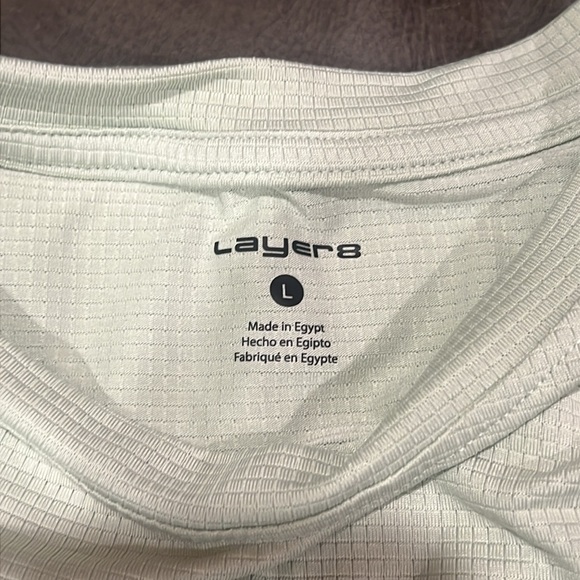 Layer8
L
Made in Egypt
Hecho en Egipto
Fabriqué en Egypte